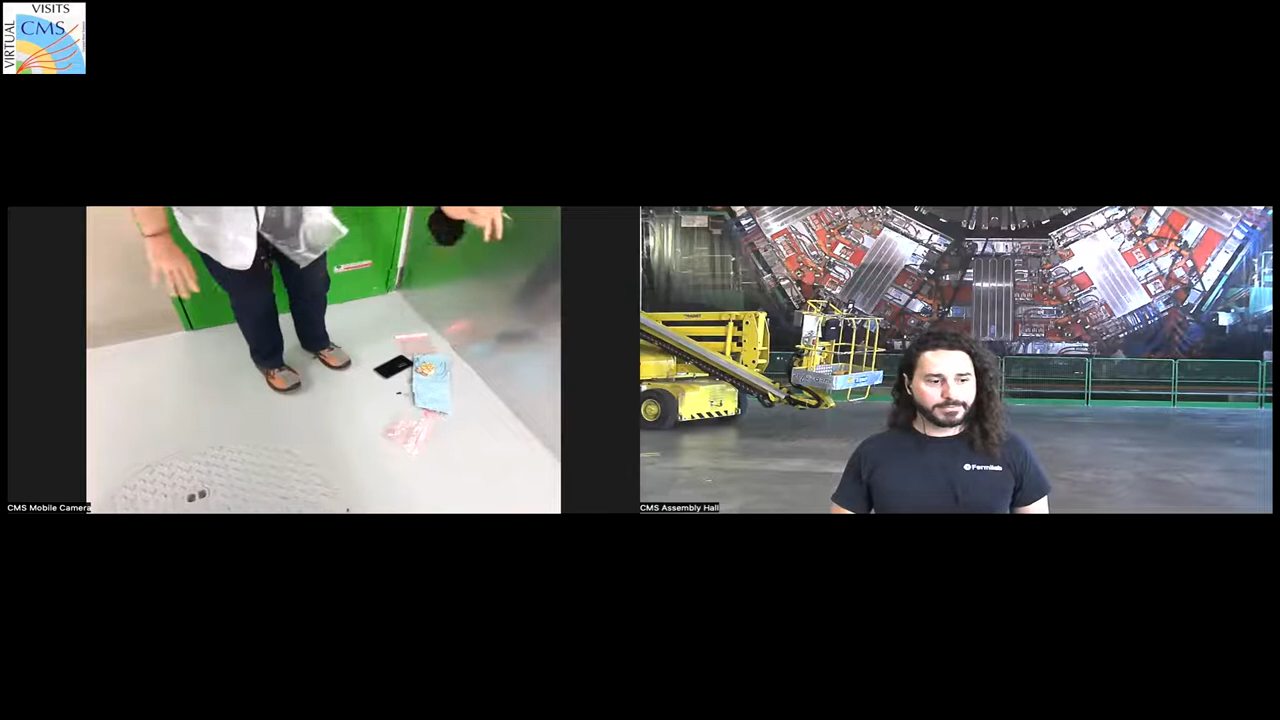 VISITS
VIRTUAL
CMS
CMS Mobile Camera
CMS Assembly Hall
Fermilab